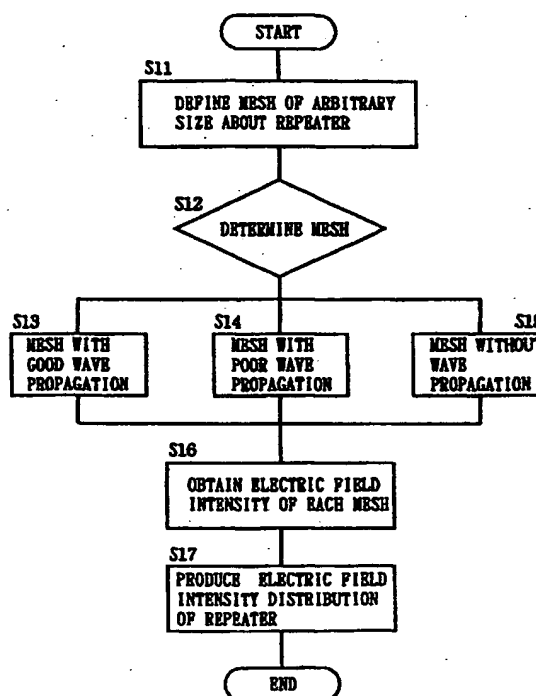 START
S11
DEFINE MESH OF ARBITRARY
SIZE ABOUT REPEATER
S12
DETERMINE MESH
S13
MESH WITH
GOOD WAVE
PROPAGATION
S14
MESH WITH
POOR WAVE
PROPAGATION
MESH WITHOUT
WAVE
PROPAGATION
S16
OBTAIN ELECTRIC FIELD
INTENSITY OF EACH MESH
S17
PRODUCE ELECTRIC FIELD
INTENSITY DISTRIBUTION
OF REPEATER
END